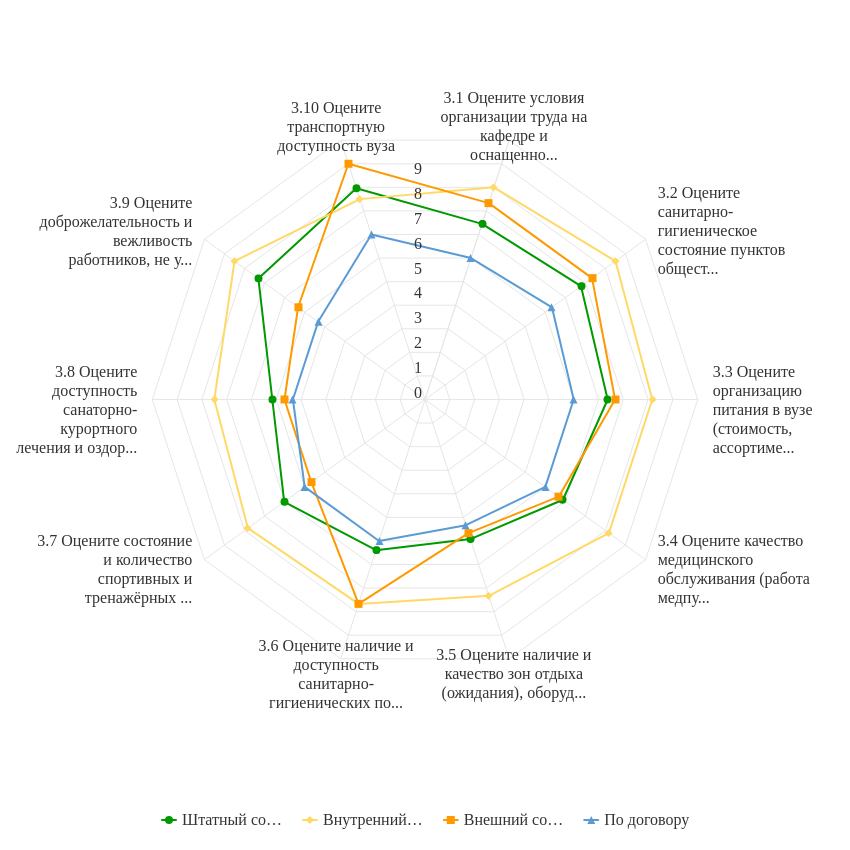 3.10 Оцените
транспортную
доступность вуза
3.1 Оцените условия
организации труда на
кафедре и
оснащенно...
3.2 Оцените
санитарно-
гигиеническое
состояние пунктов
общест...
3.3 Оцените
организацию
питания в вузе
(стоимость,
ассортиме...
3.4 Оцените качество
медицинского
обслуживания (работа
медпу...
3.5 Оцените наличие и
качество зон отдыха
(ожидания), оборуд...
3.6 Оцените наличие и
доступность
санитарно-
гигиенических по...
3.7 Оцените состояние
и количество
спортивных и
тренажёрных ...
3.8 Оцените
доступность
санаторно-
курортного
лечения и оздор...
3.9 Оцените
доброжелательность и
вежливость
работников, не у...
9
8
7
6
5
4
3
2
1
0
Штатный со…
Внутренний…
Внешний со…
По договору